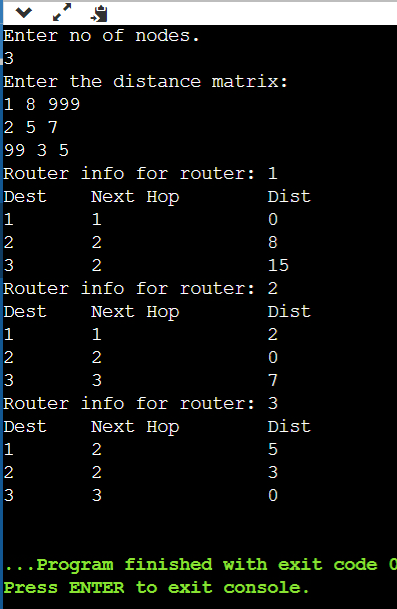 Enter no of nodes.
3
Enter the distance matrix:
1 8 999
2 5 7
99 3 5
Router info for router: 1
Dest    Next Hop        Dist
1       1               0
2       2               8
3       2               15
Router info for router: 2
Dest    Next Hop        Dist
1       1               2
2       2               0
3       3               7
Router info for router: 3
Dest    Next Hop        Dist
1       2               5
2       2               3
3       3               0
...Program finished with exit code 0
Press ENTER to exit console.